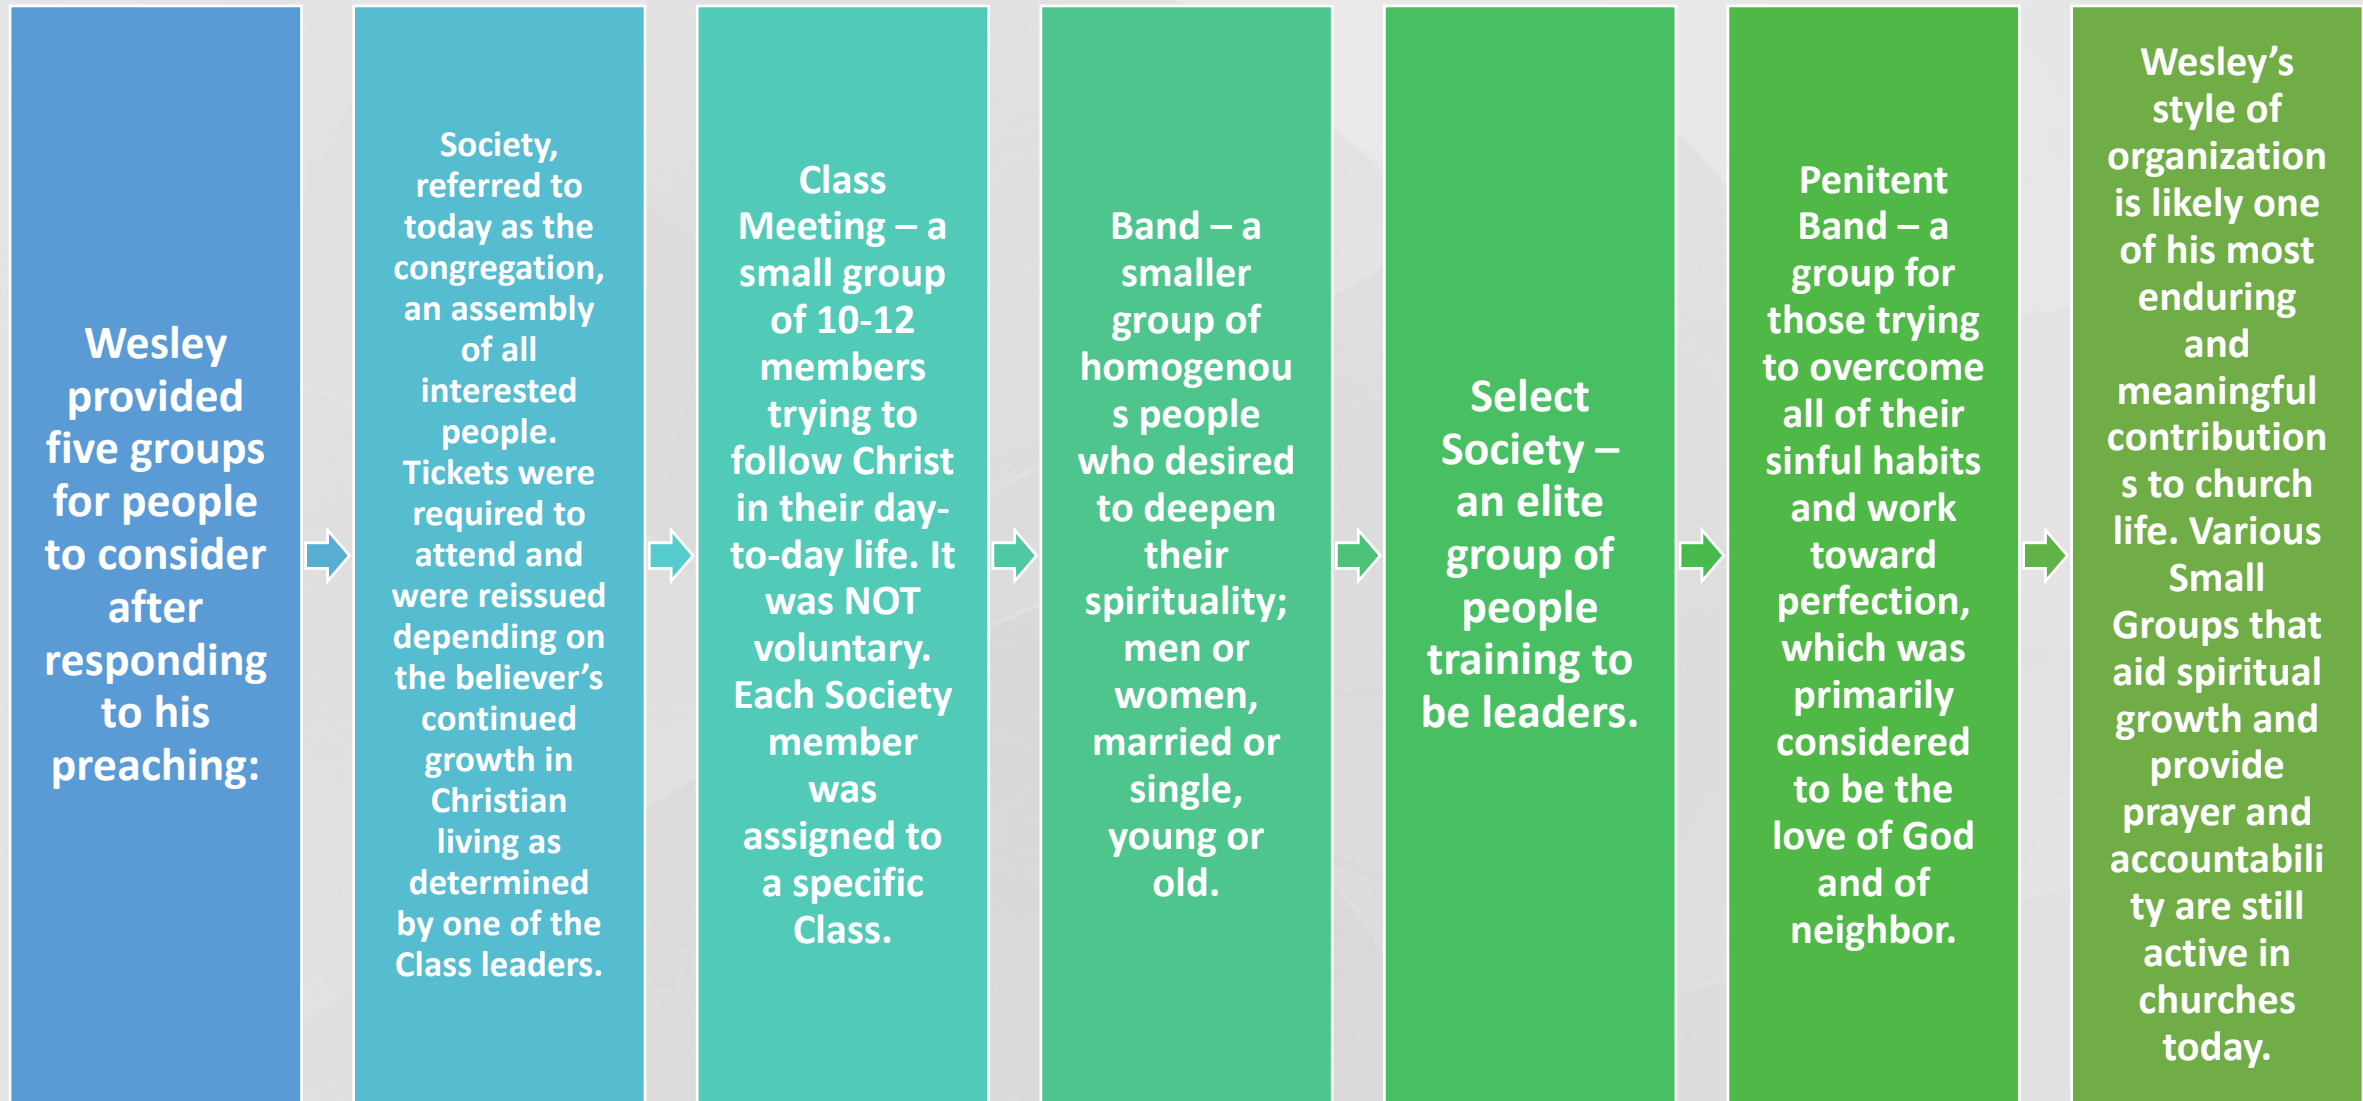 Wesley
provided
five groups
for people
to consider
after
responding
to his
preaching:
Society,
referred to
today as the
congregation,
an assembly
of all
interested
people.
Tickets were
required to
attend and
were reissued
depending on
the believer’s
continued
growth in
Christian
living as
determined
by one of the
Class leaders.
Class
Meeting – a
small group
of 10-12
members
trying to
follow Christ
in their day-
to-day life. It
was NOT
voluntary.
Each Society
member
was
assigned to
a specific
Class.
Band – a
smaller
group of
homogenou
s people
who desired
to deepen
their
spirituality;
men or
women,
married or
single,
young or
old.
Select
Society –
an elite
group of
people
training to
be leaders.
Penitent
Band – a
group for
those trying
to overcome
all of their
sinful habits
and work
toward
perfection,
which was
primarily
considered
to be the
love of God
and of
neighbor.
Wesley’s
style of
organization
is likely one
of his most
enduring
and
meaningful
contribution
s to church
life. Various
Small
Groups that
aid spiritual
growth and
provide
prayer and
accountabili
ty are still
active in
churches
today.